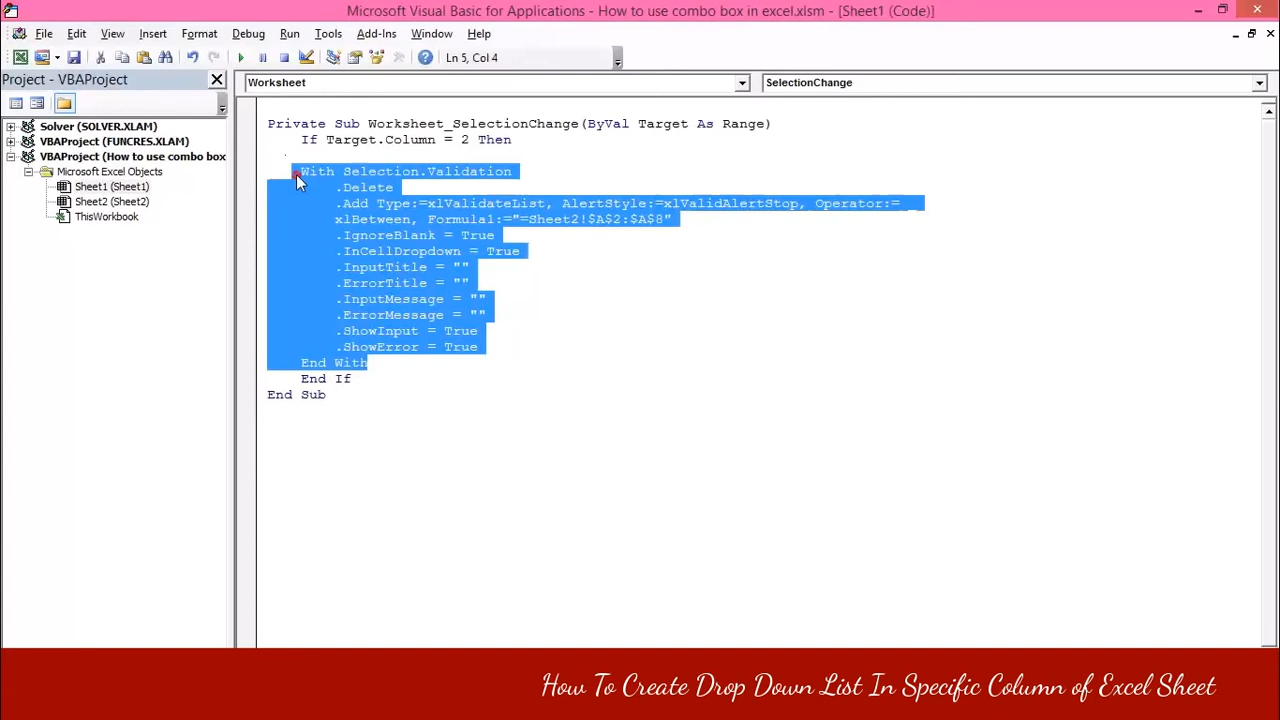 Microsoft Visual Basic for Applications - How to use combo box in excel.xlsm - [Sheet1 (Code)]
File Edit View Insert Format Debug Run Tools Add-Ins Window Help
Ln 5, Col 4
Project - VBAProject
Worksheet
SelectionChange
Solver (SOLVER.XLAM)
VBAProject (FUNCRES.XLAM)
VBAProject (How to use combo box
Microsoft Excel Objects
Sheet1 (Sheet1)
Sheet2 (Sheet2)
ThisWorkbook
Private Sub Worksheet_SelectionChange(ByVal Target As Range)
If Target.Column = 2 Then
With Selection.Validation
.Delete
.Add Type:=xlValidateList, AlertStyle:=xlValidAlertStop, Operator:= _
xlBetween, Formula1:="=Sheet2!$A$2:$A$8"
.IgnoreBlank = True
.InCellDropdown = True
.InputTitle = ""
.ErrorTitle = ""
.InputMessage = ""
.ErrorMessage = ""
.ShowInput = True
.ShowError = True
End With
End If
End Sub
How To Create Drop Down List In Specific Column of Excel Sheet